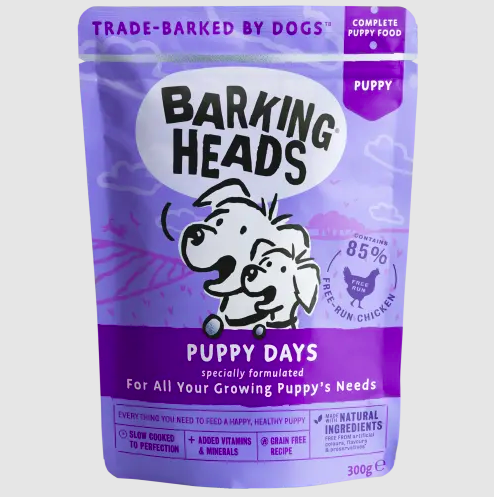 TRADE-BARKED BY DOGS™
COMPLETE
PUPPY FOOD
PUPPY
BARKING®
HEADS
CONTAINS
85%
FREE
RUN
FREE-RUN CHICKEN
PUPPY DAYS
specially formulated
For All Your Growing Puppy's Needs
EVERYTHING YOU NEED TO FEED A HAPPY, HEALTHY PUPPY
SLOW COOKED
TO PERFECTION
+ ADDED VITAMINS
& MINERALS
GRAIN FREE
RECIPE
MADE WITH NATURAL
INGREDIENTS
FREE FROM artificial
colours, flavours
& preservatives
300g e